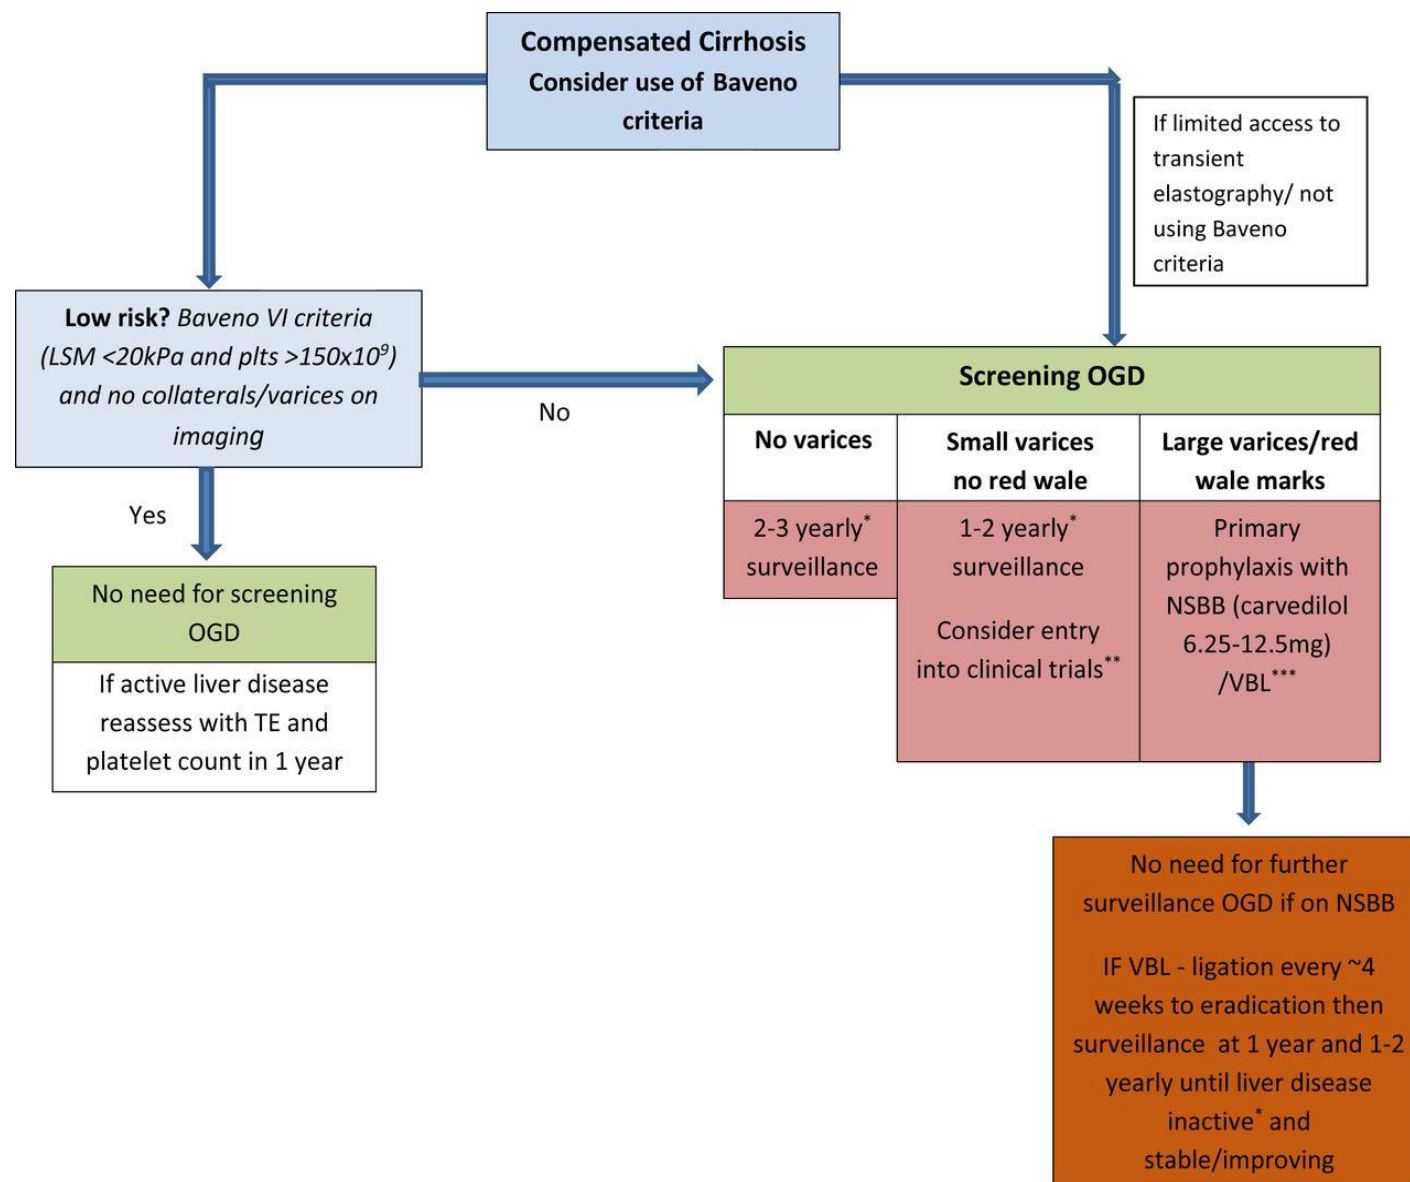 Compensated Cirrhosis
Consider use of Baveno
criteria
If limited access to
transient
elastography/ not
using Baveno
criteria
Low risk? Baveno VI criteria
(LSM <20kPa and plts >150x10⁹)
and no collaterals/varices on
imaging
No
Yes
No need for screening
OGD
If active liver disease
reassess with TE and
platelet count in 1 year
Screening OGD
No varices
Small varices
no red wale
Large varices/red
wale marks
2-3 yearly*
surveillance
1-2 yearly*
surveillance
Consider entry
into clinical trials**
Primary
prophylaxis with
NSBB (carvedilol
6.25-12.5mg)
/VBL***
No need for further
surveillance OGD if on NSBB
IF VBL - ligation every ~4
weeks to eradication then
surveillance at 1 year and 1-2
yearly until liver disease
inactive* and
stable/improving